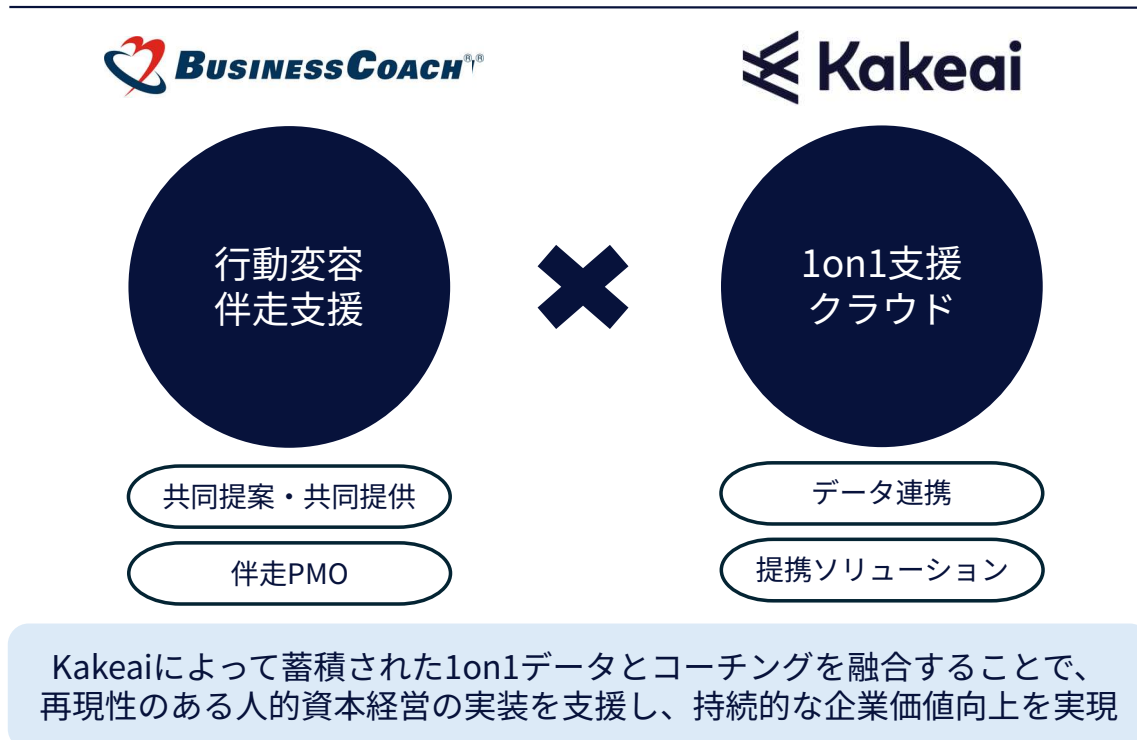 BUSINESSCOACH®
Kakeai
行動変容
伴走支援
1on1支援
クラウド
共同提案・共同提供
データ連携
伴走PMO
提携ソリューション
Kakeaiによって蓄積された1on1データとコーチングを融合することで、
再現性のある人的資本経営の実装を支援し、持続的な企業価値向上を実現